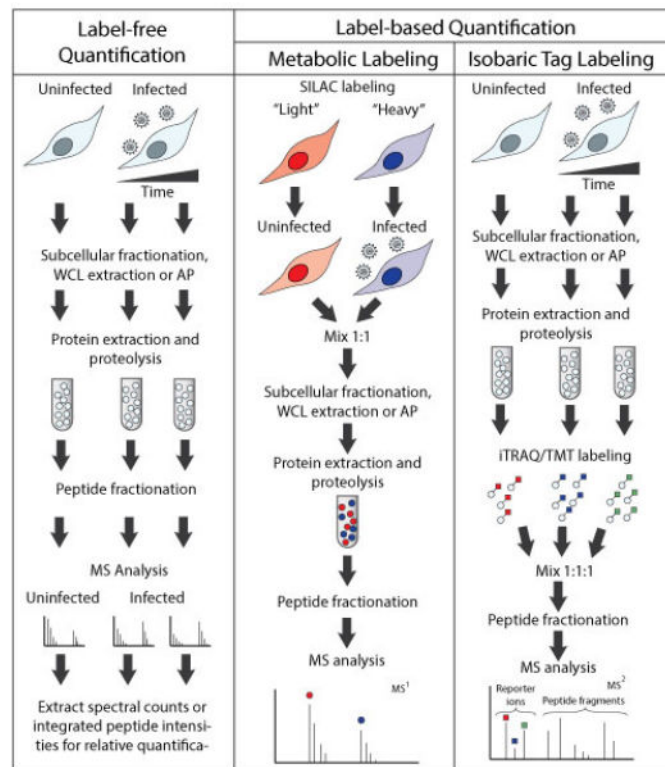 Label-free
Quantification
Uninfected Infected
Time
Subcellular fractionation,
WCL extraction or AP
Protein extraction and
proteolysis
Peptide fractionation
MS Analysis
Uninfected Infected
Extract spectral counts or
integrated peptide intensi-
ties for relative quantifica-
Label-based Quantification
Metabolic Labeling
SILAC labeling
"Light" "Heavy"
Uninfected Infected
Mix 1:1
Subcellular fractionation,
WCL extraction or AP
Protein extraction and
proteolysis
Peptide fractionation
MS analysis
MS¹
Isobaric Tag Labeling
Uninfected Infected
Time
Subcellular fractionation,
WCL extraction or AP
Protein extraction and
proteolysis
iTRAQ/TMT labeling
Mix 1:1:1
Peptide fractionation
MS analysis
MS²
Reporter
ions
Peptide fragments